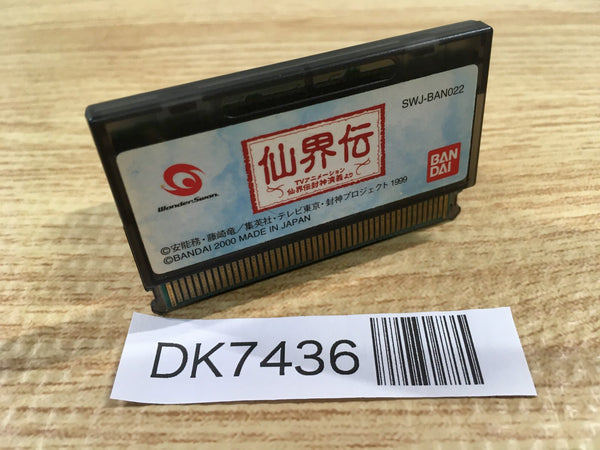 SWJ-BAN022
仙界伝
TVアニメーション
仙界伝封神演義より
WonderSwan
BAN
DAI
©安能務・藤崎竜／集英社・テレビ東京・封神プロジェクト 1999
©BANDAI 2000 MADE IN JAPAN
DK7436